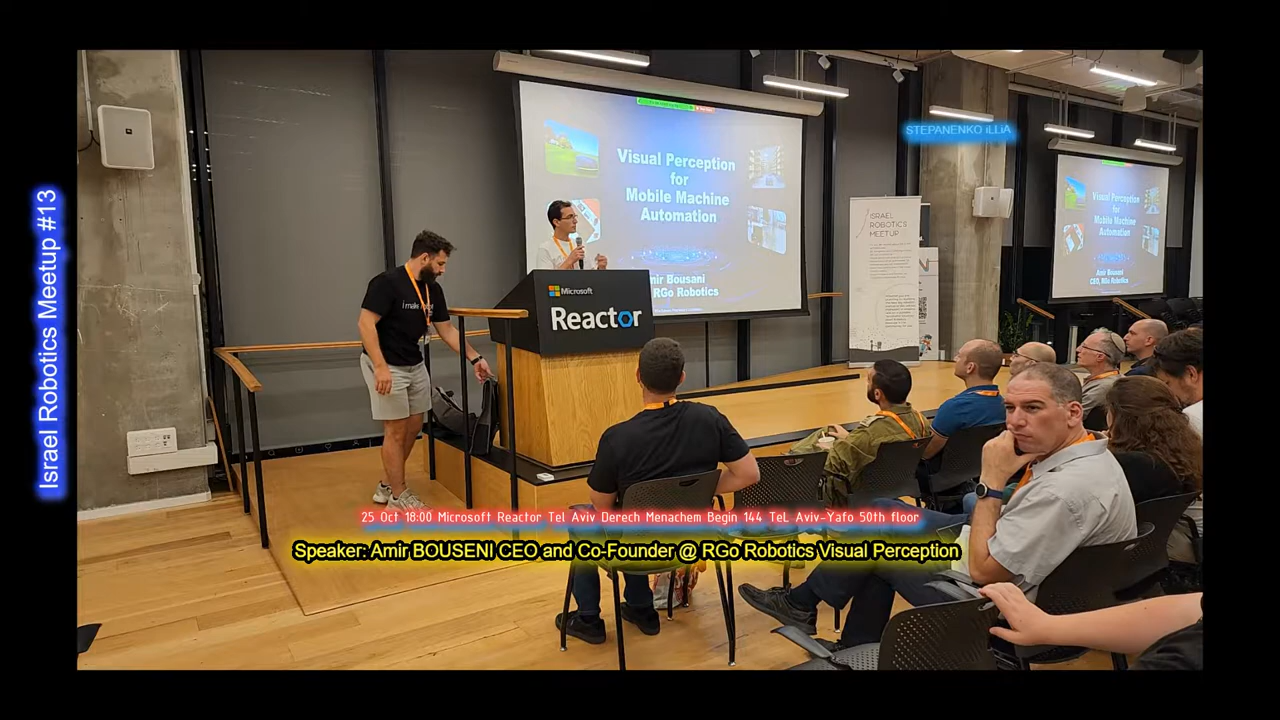 Israel Robotics Meetup #13
STEPANENKO iLLiA
Visual Perception
for
Mobile Machine
Automation
Amir Bousani
RGo Robotics
Microsoft
Reactor
i make
ISRAEL
ROBOTICS
MEETUP
Visual Perception
for
Mobile Machine
Automation
Amir Bousani
CEO, RGo Robotics
25 Oct 18:00 Microsoft Reactor Tel Aviv Derech Menachem Begin 144 TeL Aviv-Yafo 50th floor
Speaker: Amir BOUSENI CEO and Co-Founder @ RGo Robotics Visual Perception